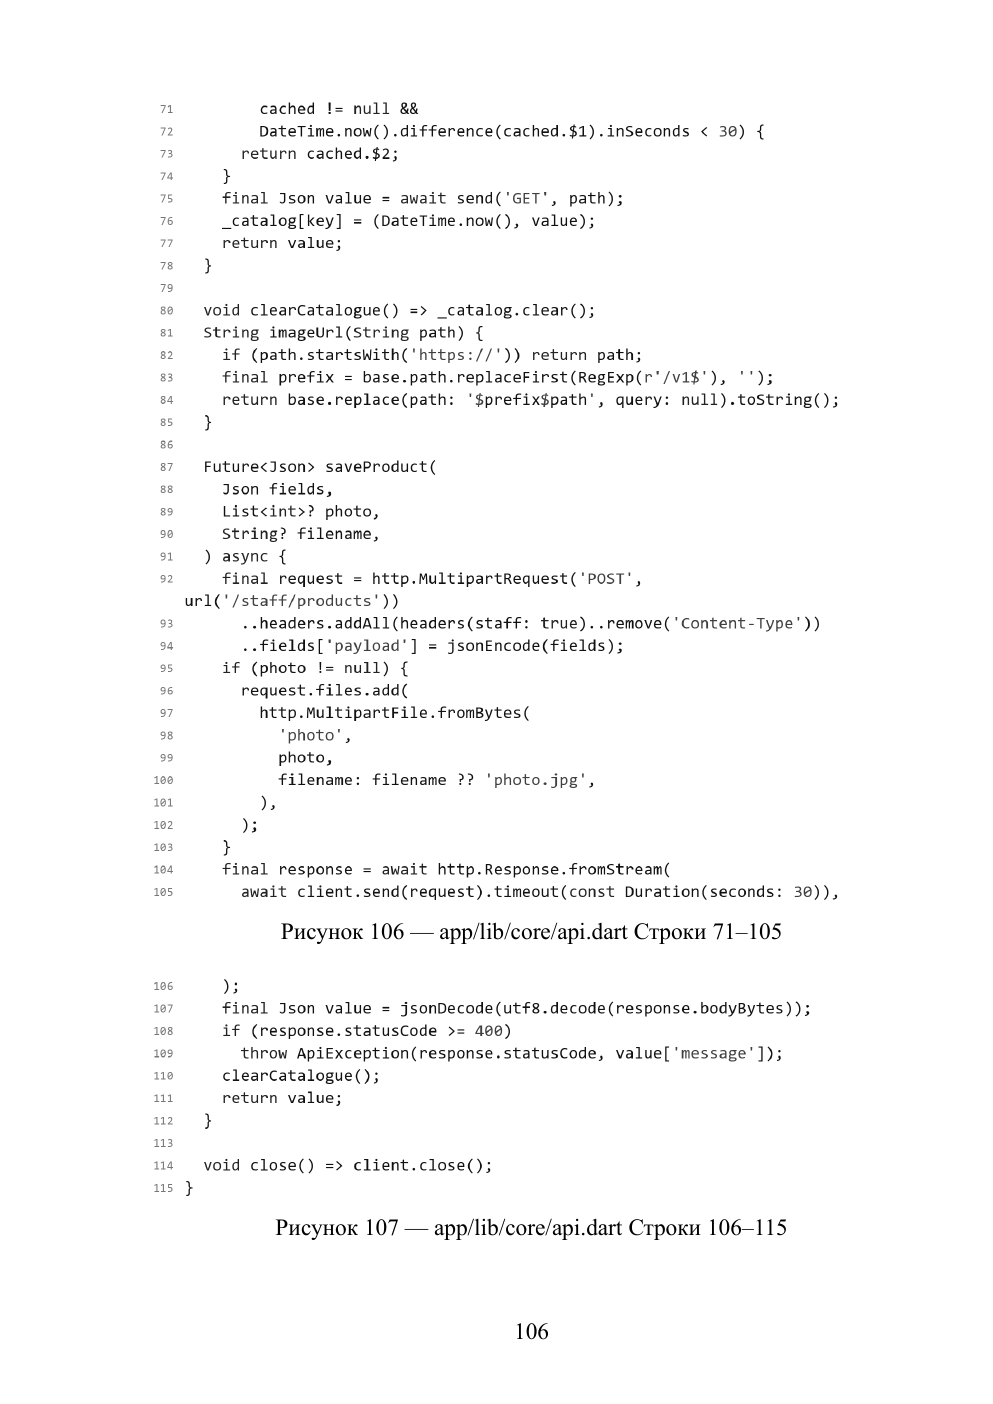 71         cached != null &&
72         DateTime.now().difference(cached.$1).inSeconds < 30) {
73       return cached.$2;
74     }
75     final Json value = await send('GET', path);
76     _catalog[key] = (DateTime.now(), value);
77     return value;
78   }
79
80   void clearCatalogue() => _catalog.clear();
81   String imageUrl(String path) {
82     if (path.startsWith('https://')) return path;
83     final prefix = base.path.replaceFirst(RegExp(r'/v1$'), '');
84     return base.replace(path: '$prefix$path', query: null).toString();
85   }
86
87   Future<Json> saveProduct(
88     Json fields,
89     List<int>? photo,
90     String? filename,
91   ) async {
92     final request = http.MultipartRequest('POST',
url('/staff/products'))
93       ..headers.addAll(headers(staff: true)..remove('Content-Type'))
94       ..fields['payload'] = jsonEncode(fields);
95     if (photo != null) {
96       request.files.add(
97         http.MultipartFile.fromBytes(
98           'photo',
99           photo,
100           filename: filename ?? 'photo.jpg',
101         ),
102       );
103     }
104     final response = await http.Response.fromStream(
105       await client.send(request).timeout(const Duration(seconds: 30)),
Рисунок 106 — app/lib/core/api.dart Строки 71–105
106     );
107     final Json value = jsonDecode(utf8.decode(response.bodyBytes));
108     if (response.statusCode >= 400)
109       throw ApiException(response.statusCode, value['message']);
110     clearCatalogue();
111     return value;
112   }
113
114   void close() => client.close();
115 }
Рисунок 107 — app/lib/core/api.dart Строки 106–115
106